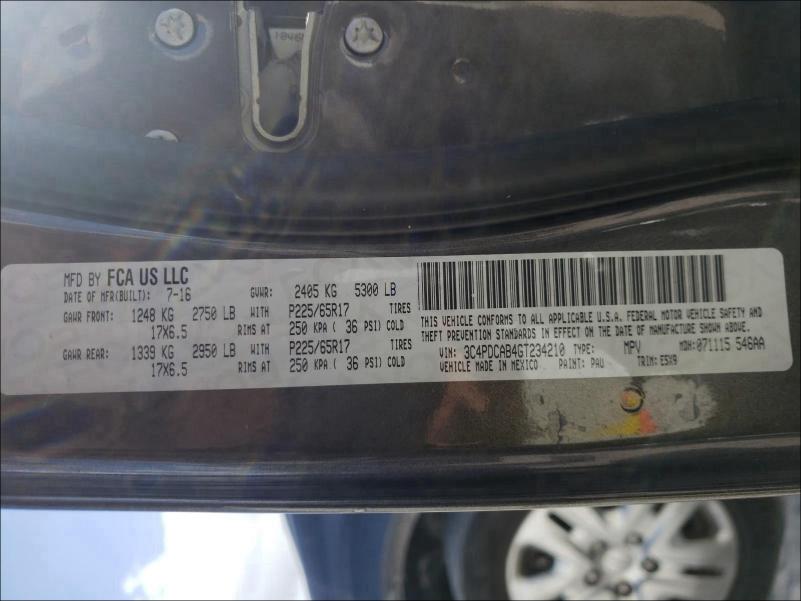 MFD BY FCA US LLC
DATE OF MFR(BUILT): 7-16 GVWR: 2405 KG 5300 LB
GAWR FRONT: 1248 KG 2750 LB WITH P225/65R17 TIRES
17X6.5 RIMS AT 250 KPA ( 36 PSI) COLD
GAWR REAR: 1339 KG 2950 LB WITH P225/65R17 TIRES
17X6.5 RIMS AT 250 KPA ( 36 PSI) COLD
THIS VEHICLE CONFORMS TO ALL APPLICABLE U.S.A. FEDERAL MOTOR VEHICLE SAFETY AND
THEFT PREVENTION STANDARDS IN EFFECT ON THE DATE OF MANUFACTURE SHOWN ABOVE.
VIN: 3C4PDCAB4GT234210 TYPE: MPV MDH: 071115 546AA
VEHICLE MADE IN MEXICO PAINT: PAU TRIM: E5X9